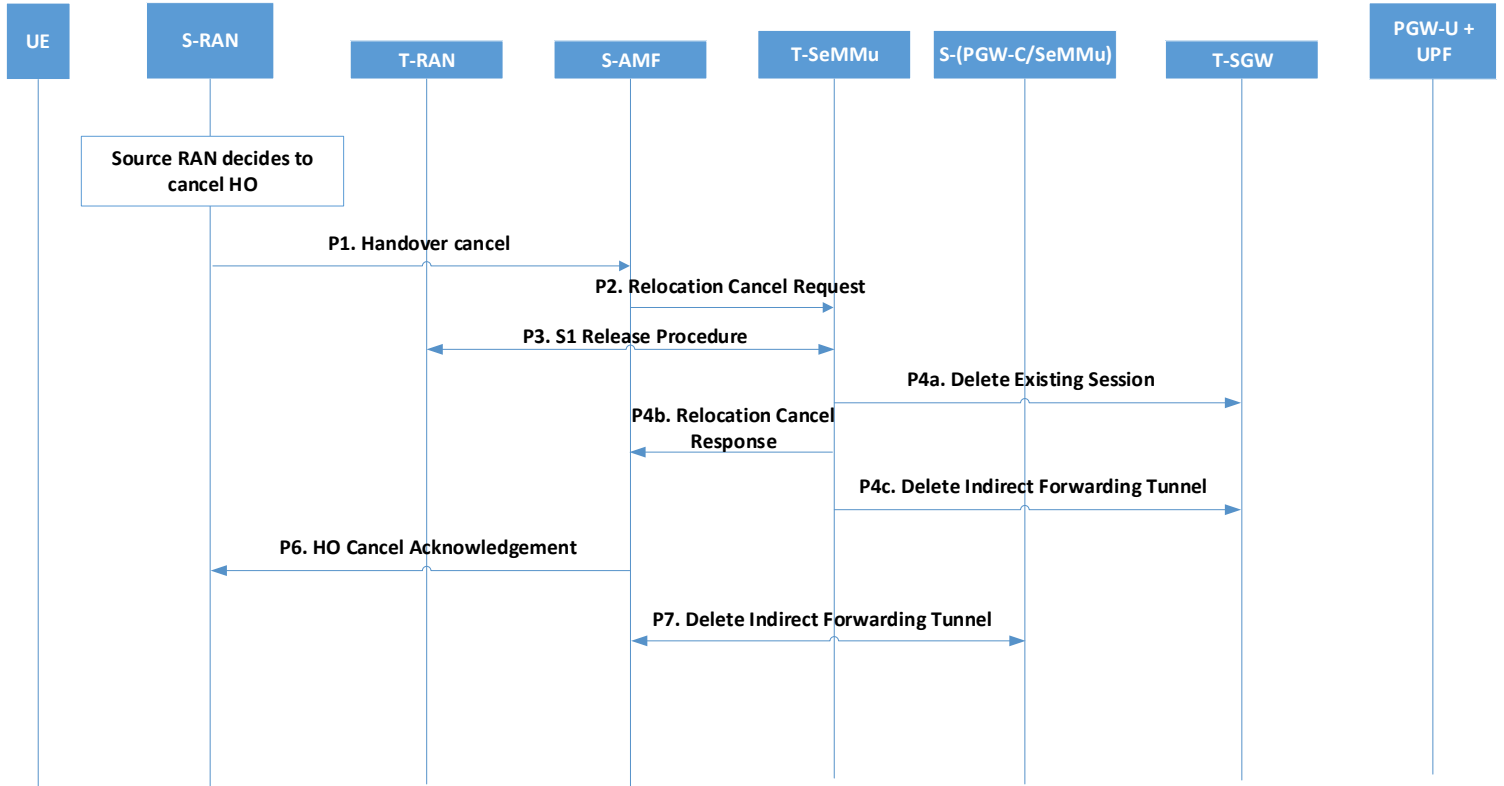 UE
S-RAN
T-RAN
S-AMF
T-SeMMu
S-(PGW-C/SeMMu)
T-SGW
PGW-U +
UPF
Source RAN decides to
cancel HO
P1. Handover cancel
P2. Relocation Cancel Request
P3. S1 Release Procedure
P4a. Delete Existing Session
P4b. Relocation Cancel
Response
P4c. Delete Indirect Forwarding Tunnel
P6. HO Cancel Acknowledgement
P7. Delete Indirect Forwarding Tunnel